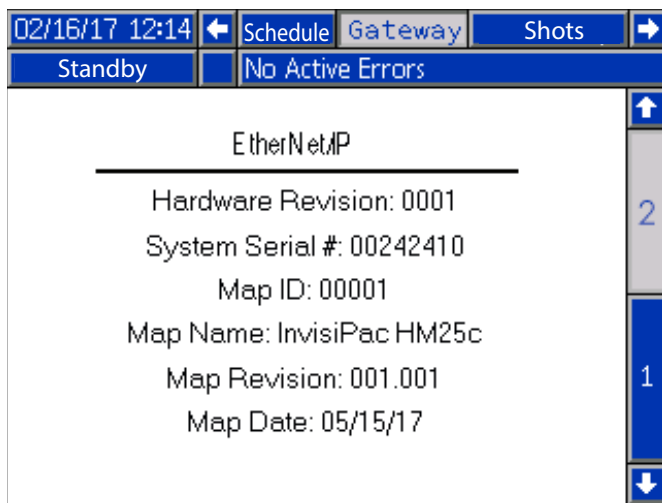 02/16/17 12:14 Schedule Gateway Shots
Standby No Active Errors
EtherNet/IP
Hardware Revision: 0001
System Serial #: 00242410
2
Map ID: 00001
Map Name: InvisiPac HM25c
Map Revision: 001.001
1
Map Date: 05/15/17